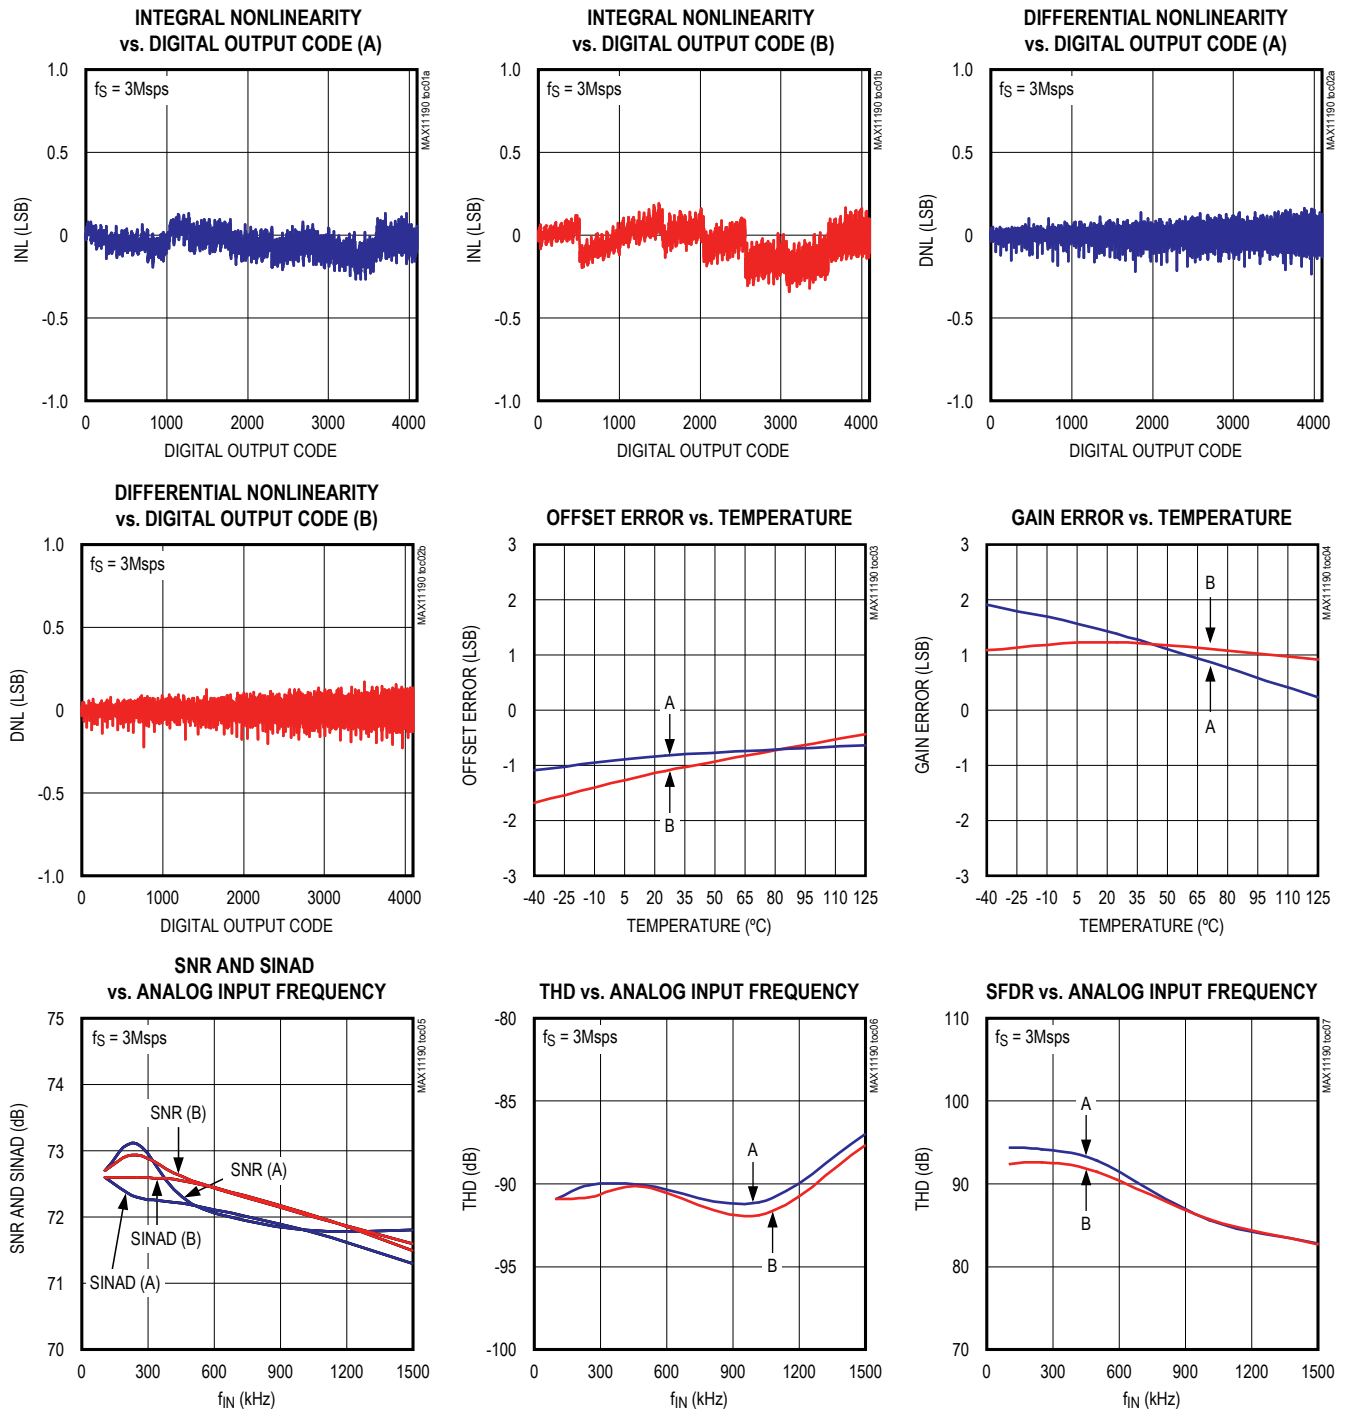 INTEGRAL NONLINEARITY
vs. DIGITAL OUTPUT CODE (A)
1.0
0.5
0
-0.5
-1.0
INL (LSB)
fS = 3Msps
MAX11190 toc01a
0 1000 2000 3000 4000
DIGITAL OUTPUT CODE
INTEGRAL NONLINEARITY
vs. DIGITAL OUTPUT CODE (B)
1.0
0.5
0
-0.5
-1.0
INL (LSB)
fS = 3Msps
MAX11190 toc01b
0 1000 2000 3000 4000
DIGITAL OUTPUT CODE
DIFFERENTIAL NONLINEARITY
vs. DIGITAL OUTPUT CODE (A)
1.0
0.5
0
-0.5
-1.0
DNL (LSB)
fS = 3Msps
MAX11190 toc02a
0 1000 2000 3000 4000
DIGITAL OUTPUT CODE
DIFFERENTIAL NONLINEARITY
vs. DIGITAL OUTPUT CODE (B)
1.0
0.5
0
-0.5
-1.0
DNL (LSB)
fS = 3Msps
MAX11190 toc02b
0 1000 2000 3000 4000
DIGITAL OUTPUT CODE
OFFSET ERROR vs. TEMPERATURE
3
2
1
0
-1
-2
-3
OFFSET ERROR (LSB)
MAX11190 toc03
A
B
-40 -25 -10 5 20 35 50 65 80 95 110 125
TEMPERATURE (ºC)
GAIN ERROR vs. TEMPERATURE
3
2
1
0
-1
-2
-3
GAIN ERROR (LSB)
MAX11190 toc04
B
A
-40 -25 -10 5 20 35 50 65 80 95 110 125
TEMPERATURE (ºC)
SNR AND SINAD
vs. ANALOG INPUT FREQUENCY
75
74
73
72
71
70
SNR AND SINAD (dB)
fS = 3Msps
MAX11190 toc05
SNR (B)
SNR (A)
SINAD (B)
SINAD (A)
0 300 600 900 1200 1500
fIN (kHz)
THD vs. ANALOG INPUT FREQUENCY
-80
-85
-90
-95
-100
THD (dB)
fS = 3Msps
MAX11190 toc06
A
B
0 300 600 900 1200 1500
fIN (kHz)
SFDR vs. ANALOG INPUT FREQUENCY
110
100
90
80
70
THD (dB)
fS = 3Msps
MAX11190 toc07
A
B
0 300 600 900 1200 1500
fIN (kHz)